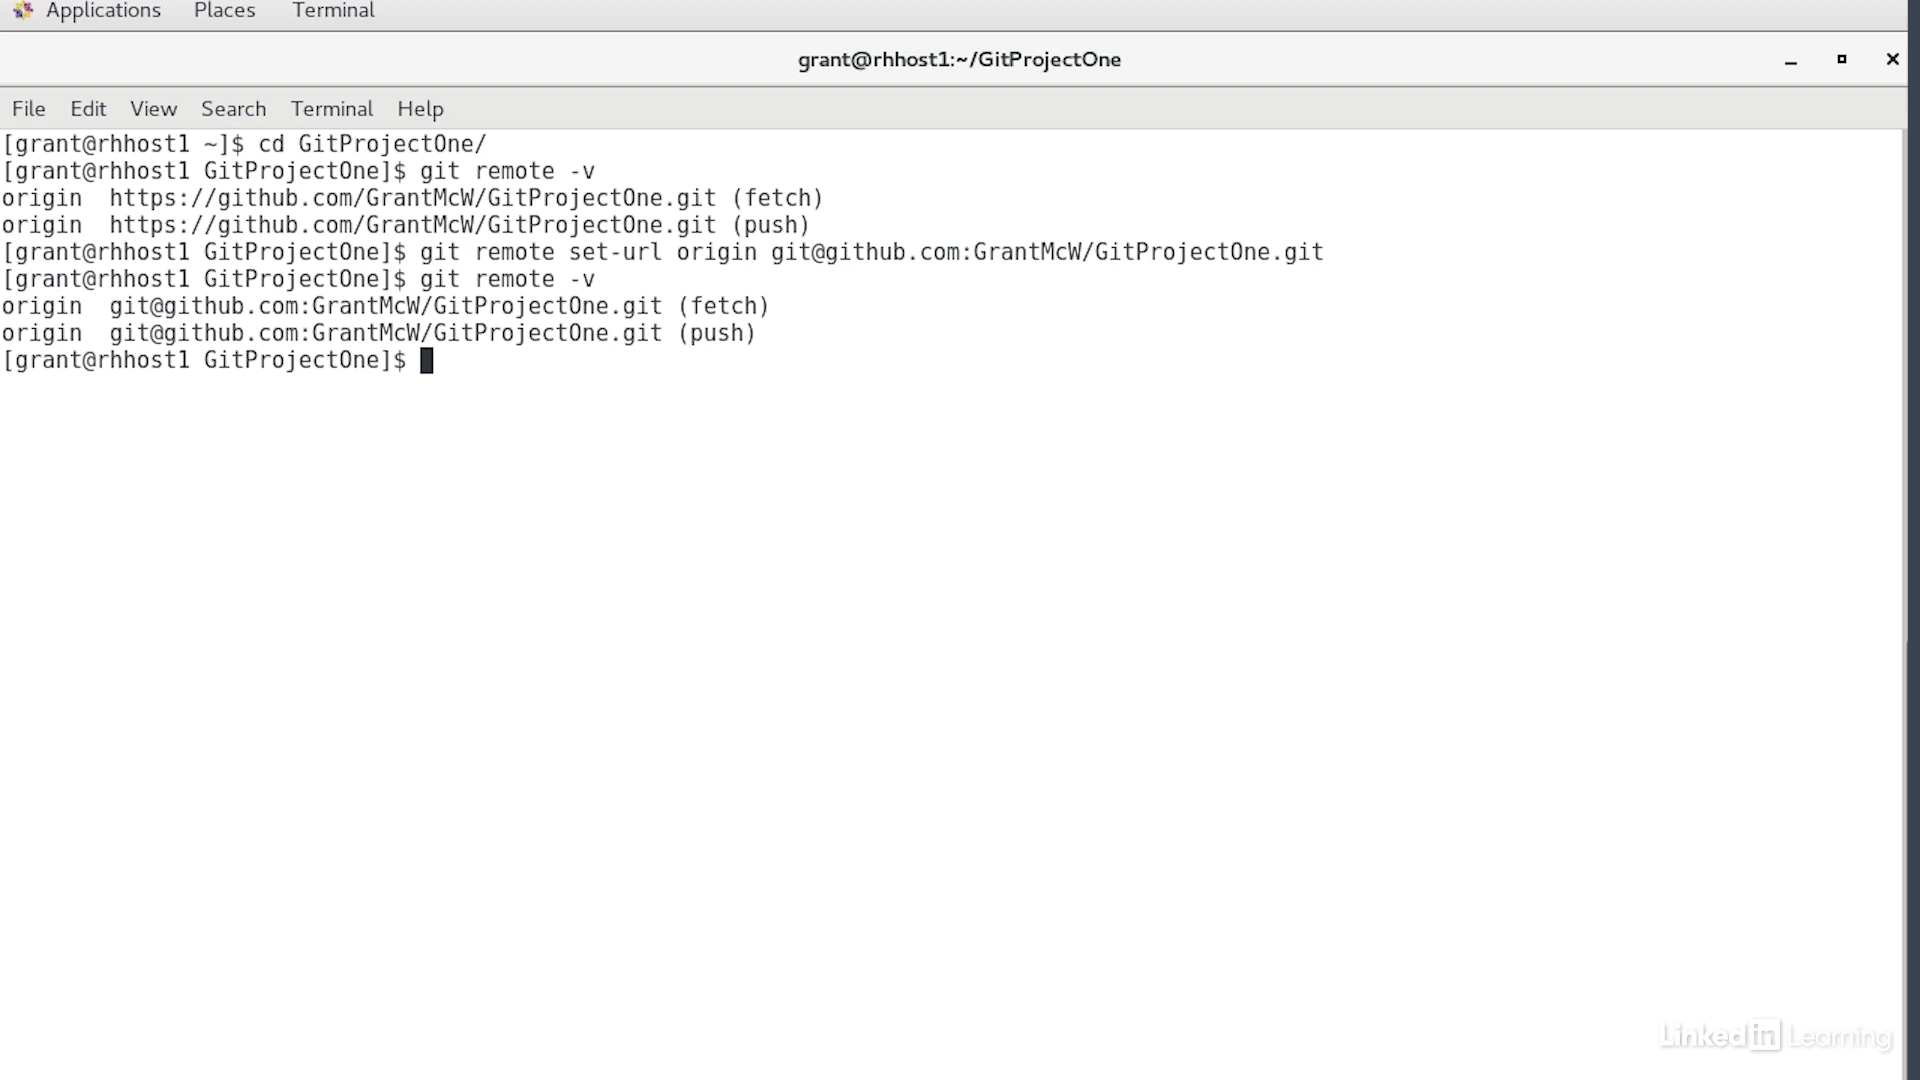 Applications Places Terminal
grant@rhhost1:~/GitProjectOne
File Edit View Search Terminal Help
[grant@rhhost1 ~]$ cd GitProjectOne/
[grant@rhhost1 GitProjectOne]$ git remote -v
origin  https://github.com/GrantMcW/GitProjectOne.git (fetch)
origin  https://github.com/GrantMcW/GitProjectOne.git (push)
[grant@rhhost1 GitProjectOne]$ git remote set-url origin git@github.com:GrantMcW/GitProjectOne.git
[grant@rhhost1 GitProjectOne]$ git remote -v
origin  git@github.com:GrantMcW/GitProjectOne.git (fetch)
origin  git@github.com:GrantMcW/GitProjectOne.git (push)
[grant@rhhost1 GitProjectOne]$
LinkedIn Learning